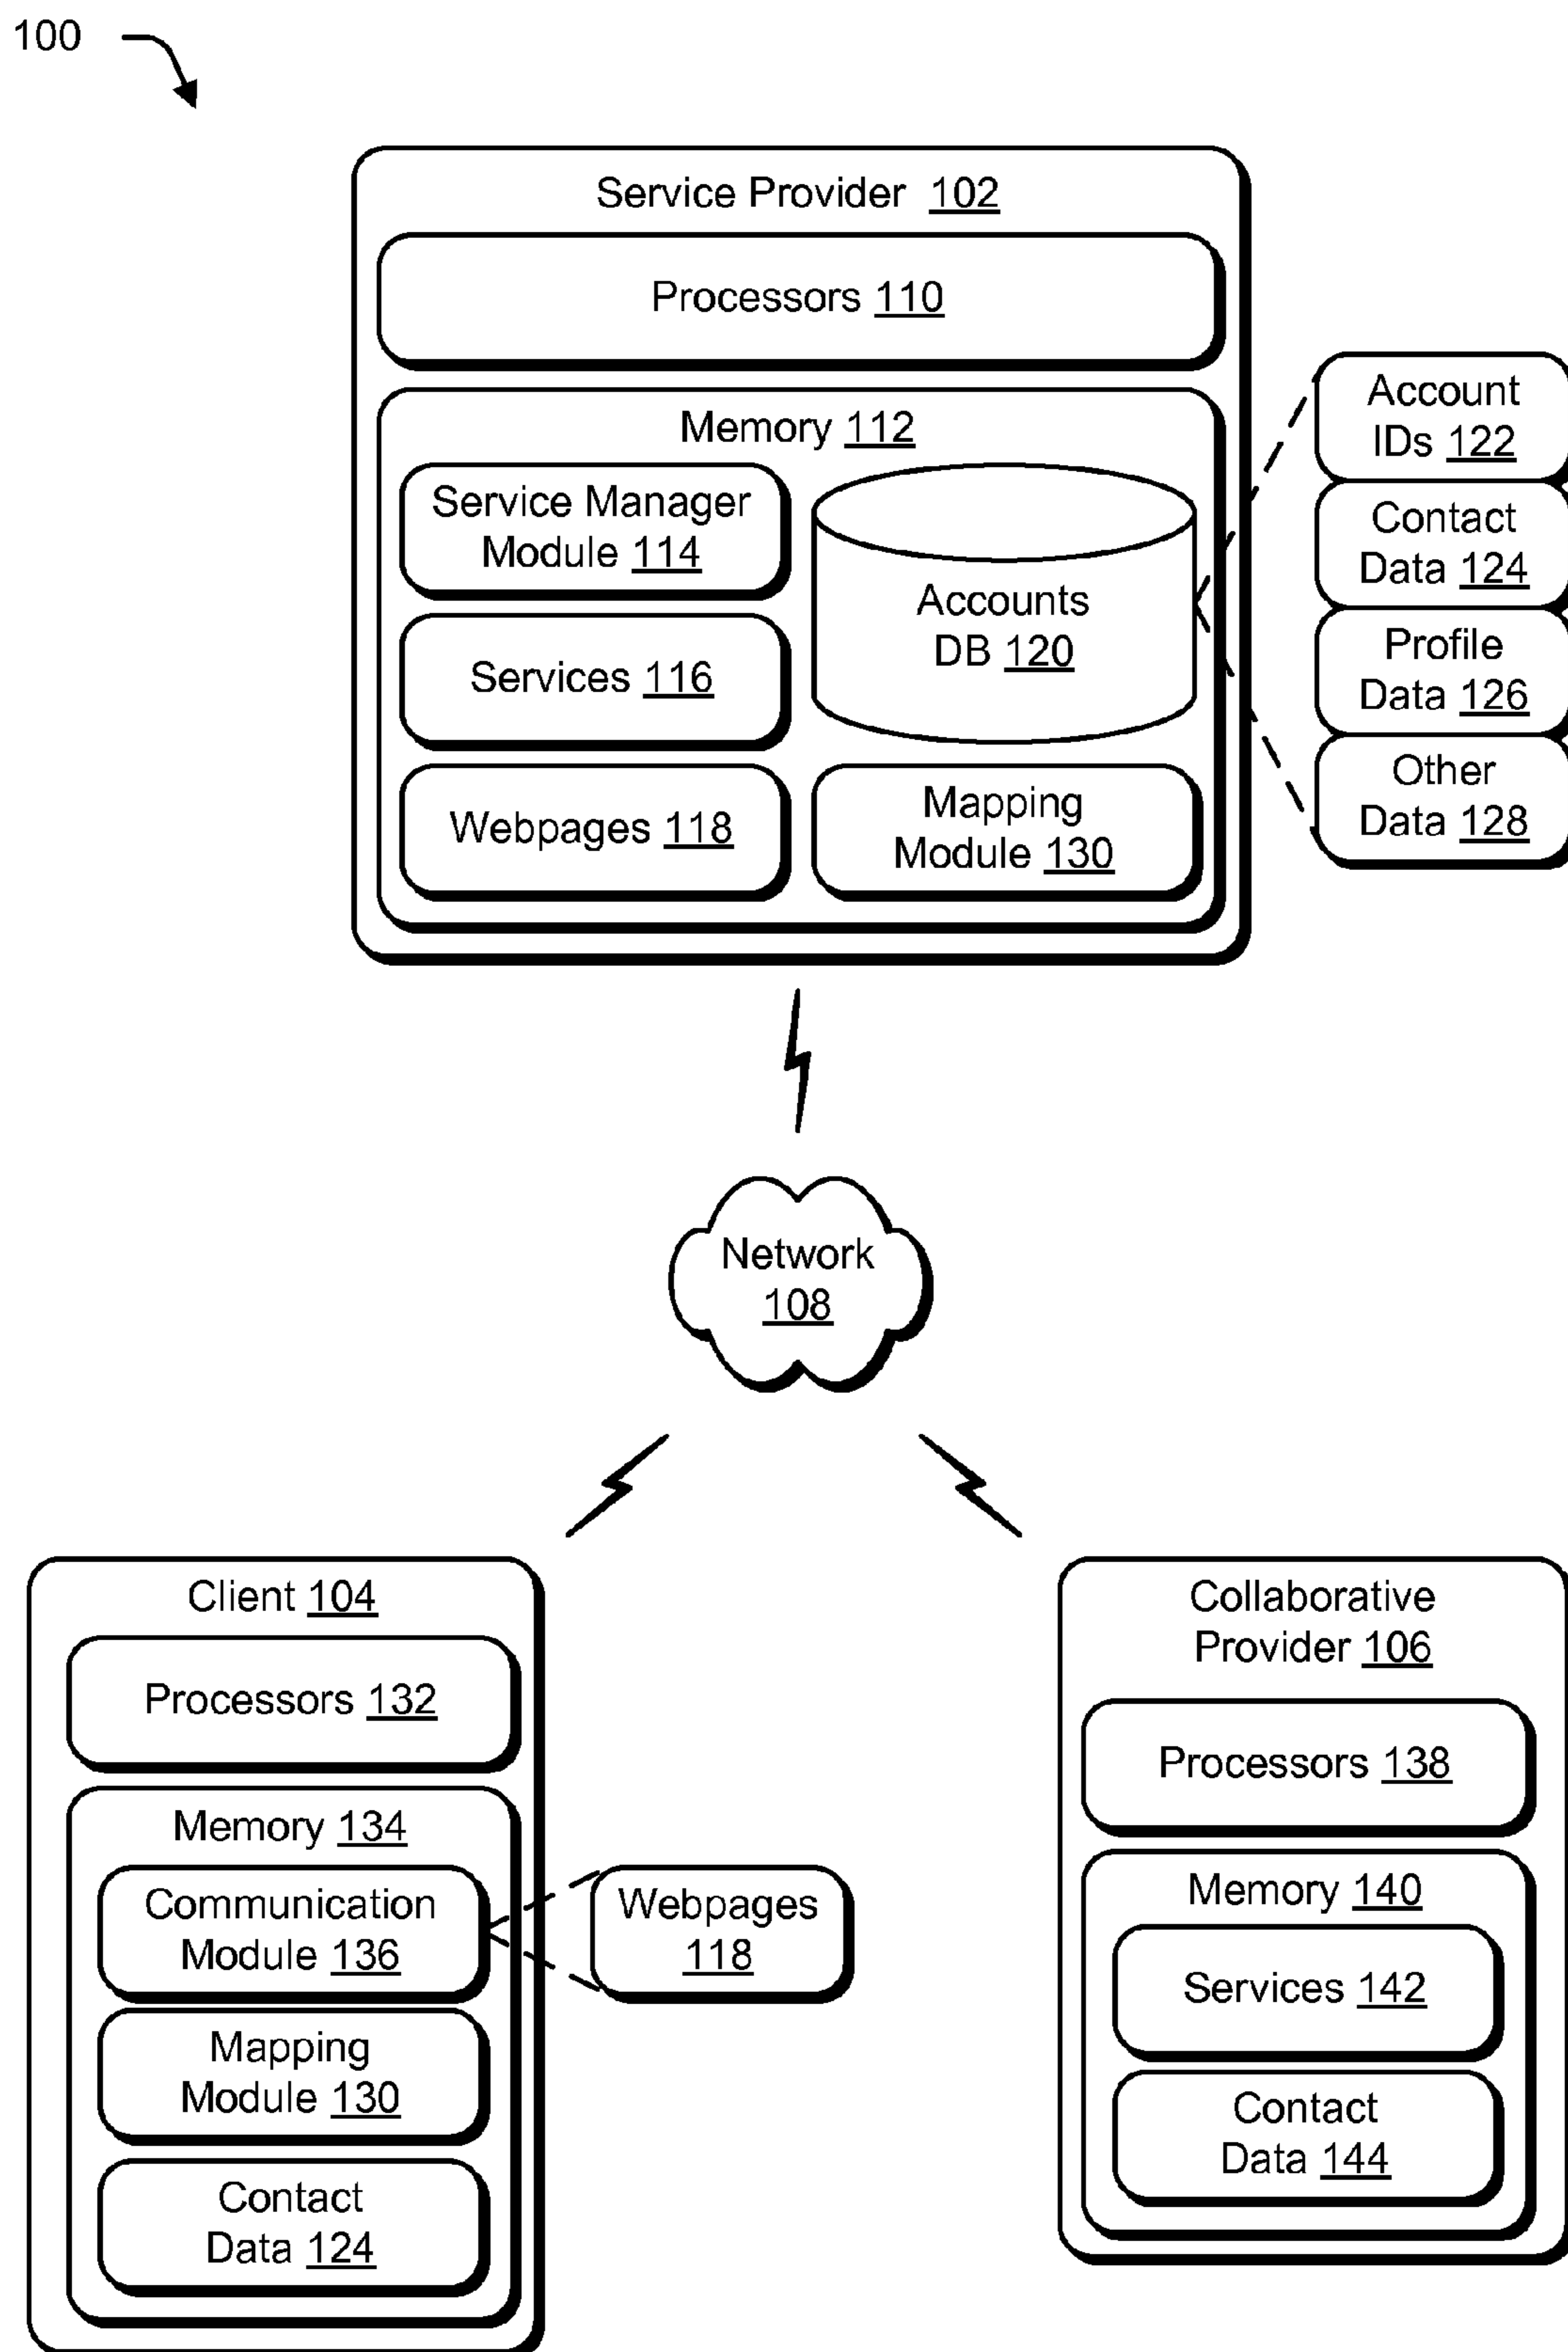 100
Service Provider 102
Processors 110
Memory 112
Service Manager
Module 114
Services 116
Webpages 118
Accounts
DB 120
Mapping
Module 130
Account
IDs 122
Contact
Data 124
Profile
Data 126
Other
Data 128
Network
108
Client 104
Processors 132
Memory 134
Communication
Module 136
Mapping
Module 130
Contact
Data 124
Webpages
118
Collaborative
Provider 106
Processors 138
Memory 140
Services 142
Contact
Data 144